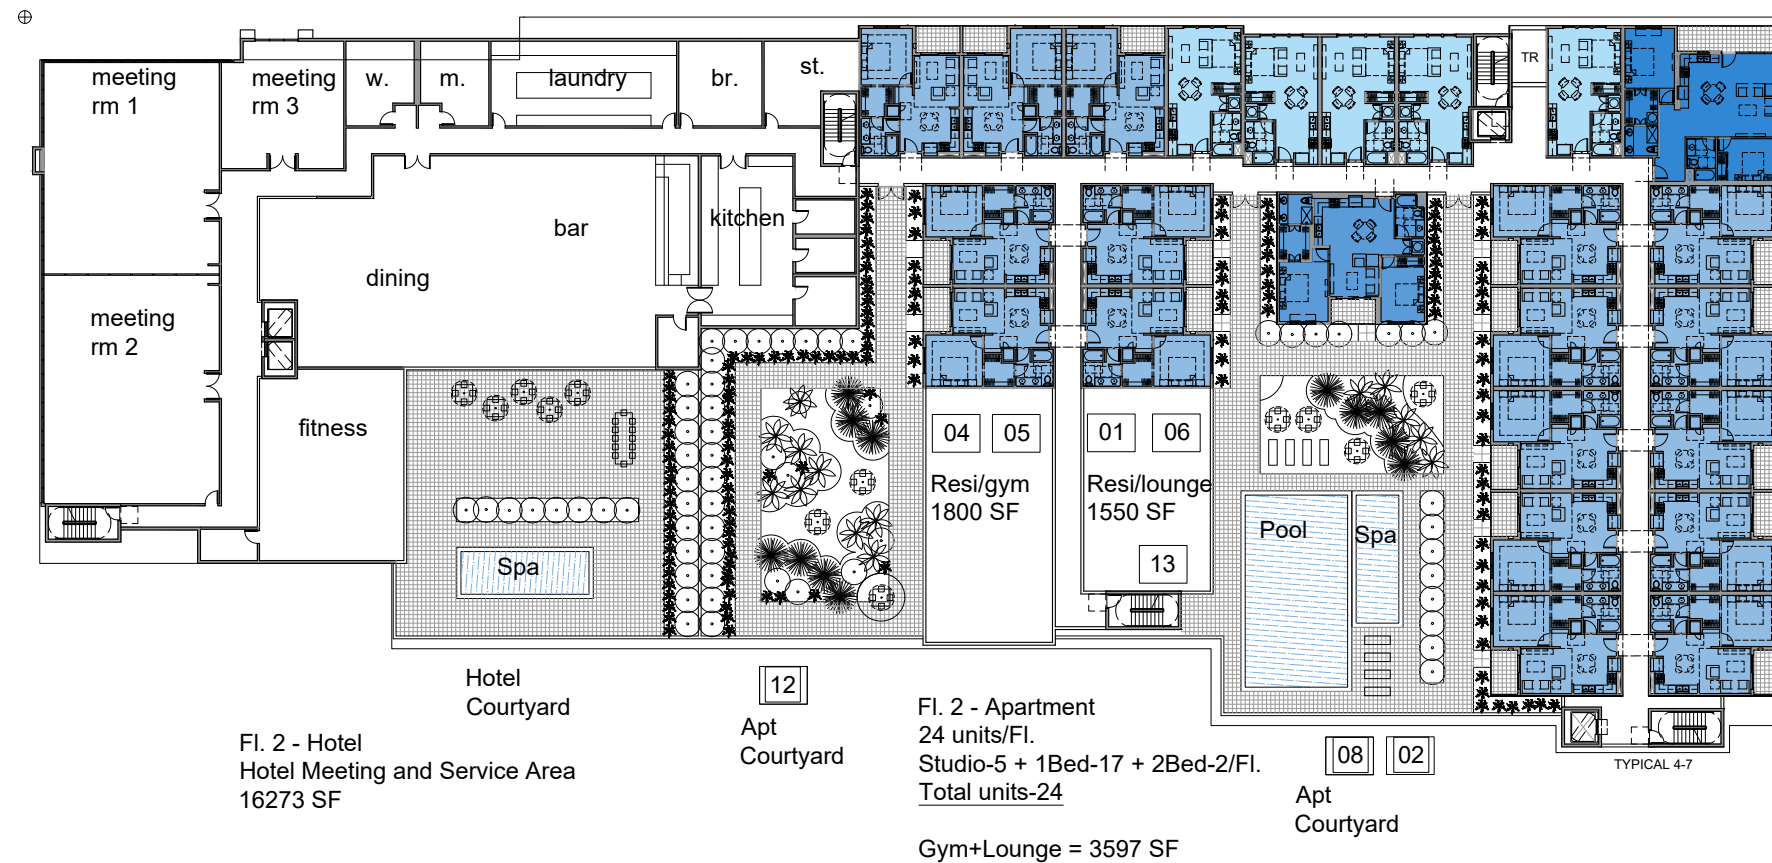 meeting
rm 1
meeting
rm 3
w.
m.
laundry
br.
st.
TR
bar
kitchen
dining
meeting
rm 2
fitness
04
05
01
06
Resi/gym
1800 SF
Resi/lounge
1550 SF
13
Pool
Spa
Spa
Hotel
Courtyard
12
Apt
Courtyard
Fl. 2 - Hotel
Hotel Meeting and Service Area
16273 SF
Fl. 2 - Apartment
24 units/Fl.
Studio-5 + 1Bed-17 + 2Bed-2/Fl.
Total units-24
Gym+Lounge = 3597 SF
08
02
Apt
Courtyard
TYPICAL 4-7